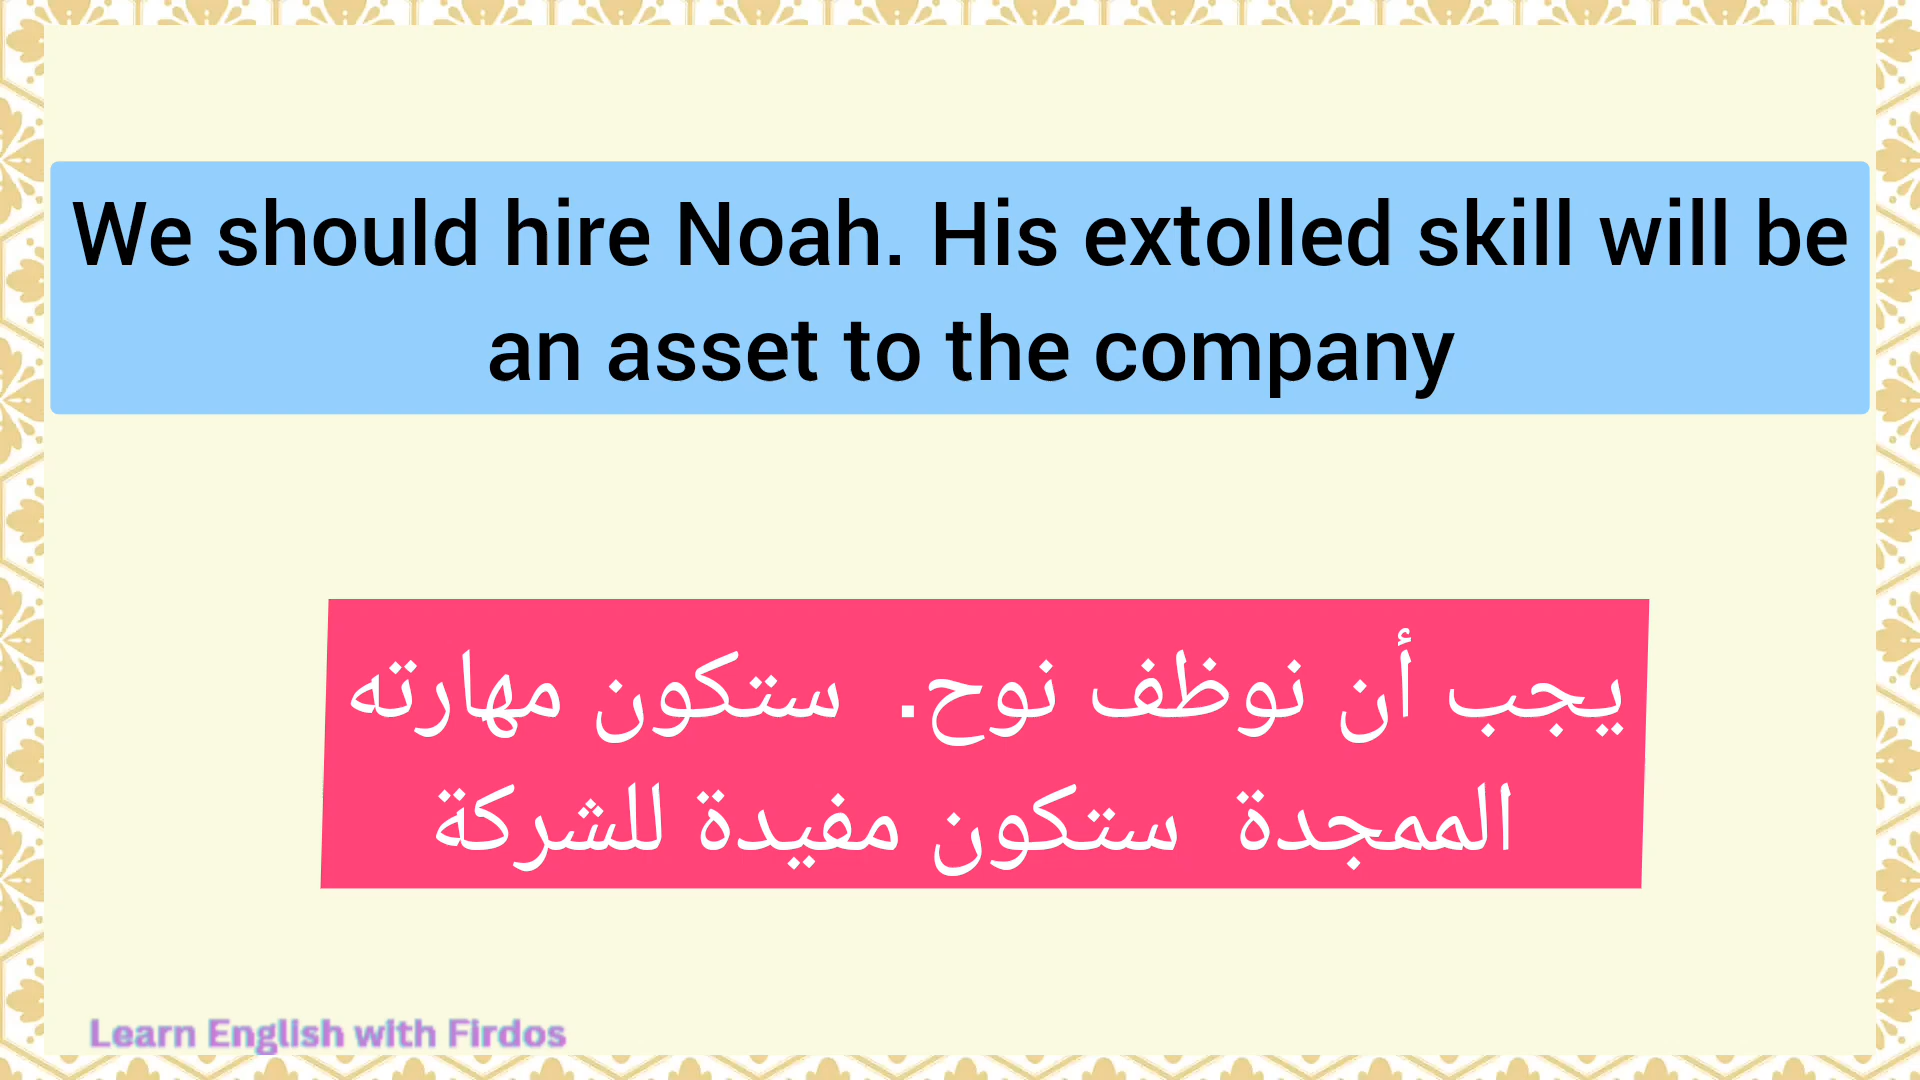 We should hire Noah. His extolled skill will be
an asset to the company
يجب أن نوظف نوح. ستكون مهارته
الممجدة ستكون مفيدة للشركة
Learn English with Firdos